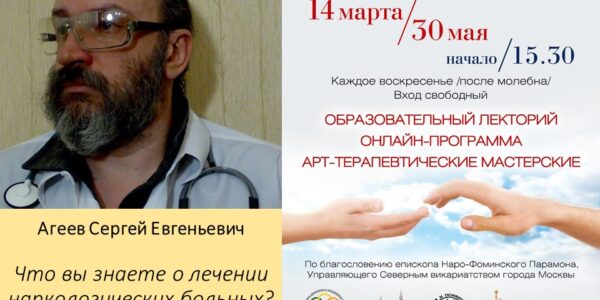 Агеев Сергей Евгеньевич
Что вы знаете о лечении
наркологических больных?
14 марта/30 мая
начало/15.30
Каждое воскресенье /после молебна/
Вход свободный
ОБРАЗОВАТЕЛЬНЫЙ ЛЕКТОРИЙ
ОНЛАЙН-ПРОГРАММА
АРТ-ТЕРАПЕВТИЧЕСКИЕ МАСТЕРСКИЕ
По благословению епископа Наро-Фоминского Парамона,
Управляющего Северным викариатством города Москвы